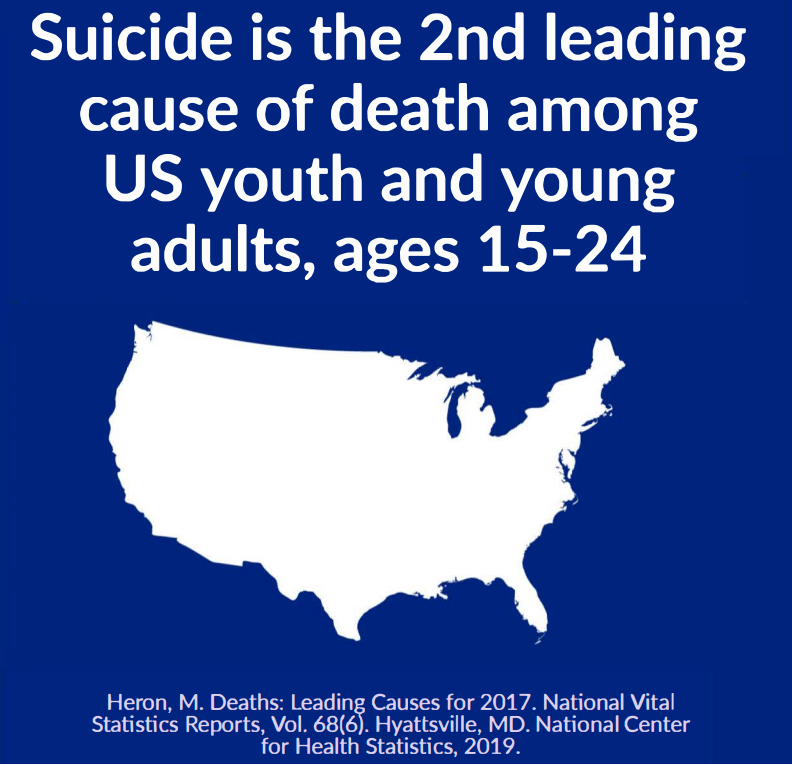 Suicide is the 2nd leading
cause of death among
US youth and young
adults, ages 15-24
Heron, M. Deaths: Leading Causes for 2017. National Vital
Statistics Reports, Vol. 68(6). Hyattsville, MD. National Center
for Health Statistics, 2019.